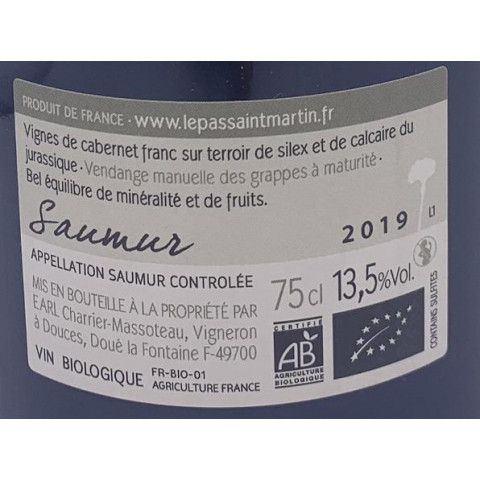 PRODUIT DE FRANCE · www.lepassaintmartin.fr
Vignes de cabernet franc sur terroir de silex et de calcaire du
jurassique · Vendange manuelle des grappes à maturité ·
Bel équilibre de minéralité et de fruits.
Saumur
2019
L1
APPELLATION SAUMUR CONTROLÉE
MIS EN BOUTEILLE À LA PROPRIÉTÉ PAR
EARL Charrier-Massoteau, Vigneron
à Douces, Doué la Fontaine F-49700
75cl 13,5%Vol.
CONTAINS SULFITES
CERTIFIÉ
AB
AGRICULTURE
BIOLOGIQUE
VIN BIOLOGIQUE
FR-BIO-01
AGRICULTURE FRANCE